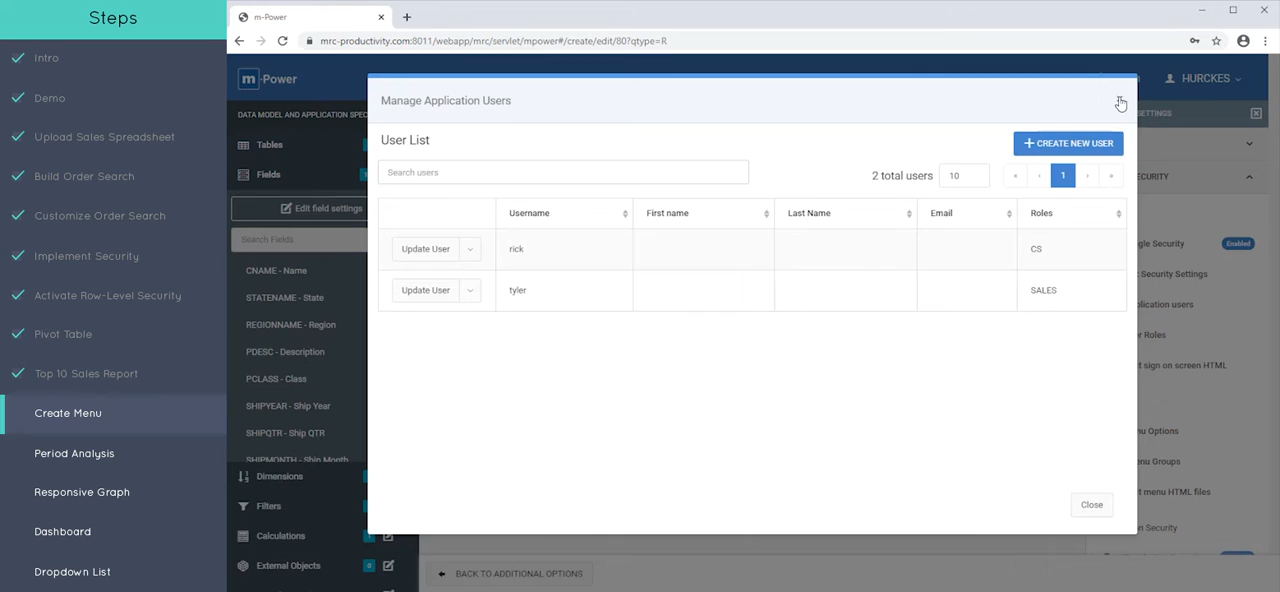 Steps
Intro
Demo
Upload Sales Spreadsheet
Build Order Search
Customize Order Search
Implement Security
Activate Row-Level Security
Pivot Table
Top 10 Sales Report
Create Menu
Period Analysis
Responsive Graph
Dashboard
Dropdown List
m-Power
mrc-productivity.com:8011/webapp/mrc/servlet/mpower#/create/edit/80?qtype=R
m-Power
HURCKES
DATA MODEL AND APPLICATION SPEC
Tables
Fields
Edit field settings
Search Fields
CNAME - Name
STATENAME - State
REGIONNAME - Region
PDESC - Description
PCLASS - Class
SHIPYEAR - Ship Year
SHIPQTR - Ship QTR
SHIPMONTH - Ship Month
Dimensions
Filters
Calculations
External Objects
0
Manage Application Users
User List
CREATE NEW USER
Search users
2 total users 10 « ‹ 1 › »
Username First name Last Name Email Roles
Update User rick CS
Update User tyler SALES
Close
BACK TO ADDITIONAL OPTIONS
SETTINGS
CURITY
gle Security Enabled
t Security Settings
plication users
er Roles
t sign on screen HTML
nu Options
nu Groups
t menu HTML files
on Security